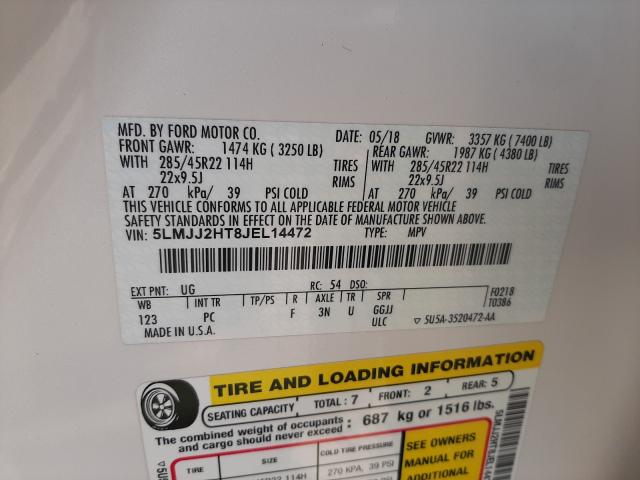 MFD. BY FORD MOTOR CO.
DATE: 05/18 GVWR: 3357 KG ( 7400 LB)
FRONT GAWR: 1474 KG ( 3250 LB)
REAR GAWR: 1987 KG ( 4380 LB)
WITH 285/45R22 114H TIRES
WITH 285/45R22 114H TIRES
22x9.5J RIMS
22x9.5J RIMS
AT 270 kPa/ 39 PSI COLD
AT 270 kPa/ 39 PSI COLD
THIS VEHICLE CONFORMS TO ALL APPLICABLE FEDERAL MOTOR VEHICLE
SAFETY STANDARDS IN EFFECT ON THE DATE OF MANUFACTURE SHOWN ABOVE.
VIN: 5LMJJ2HT8JEL14472 TYPE: MPV
EXT PNT: UG RC: 54 DSO: F0218
WB INT TR TP/PS R AXLE TR SPR T0386
123 PC F 3N U GGJJ
ULC ▽ 5U5A-3520472-AA
MADE IN U.S.A.
TIRE AND LOADING INFORMATION
SEATING CAPACITY TOTAL: 7 FRONT: 2 REAR: 5
The combined weight of occupants
and cargo should never exceed: 687 kg or 1516 lbs.
TIRE SIZE COLD TIRE PRESSURE
114H 270 KPA, 39 PSI
SEE OWNERS
MANUAL FOR
ADDITIONAL